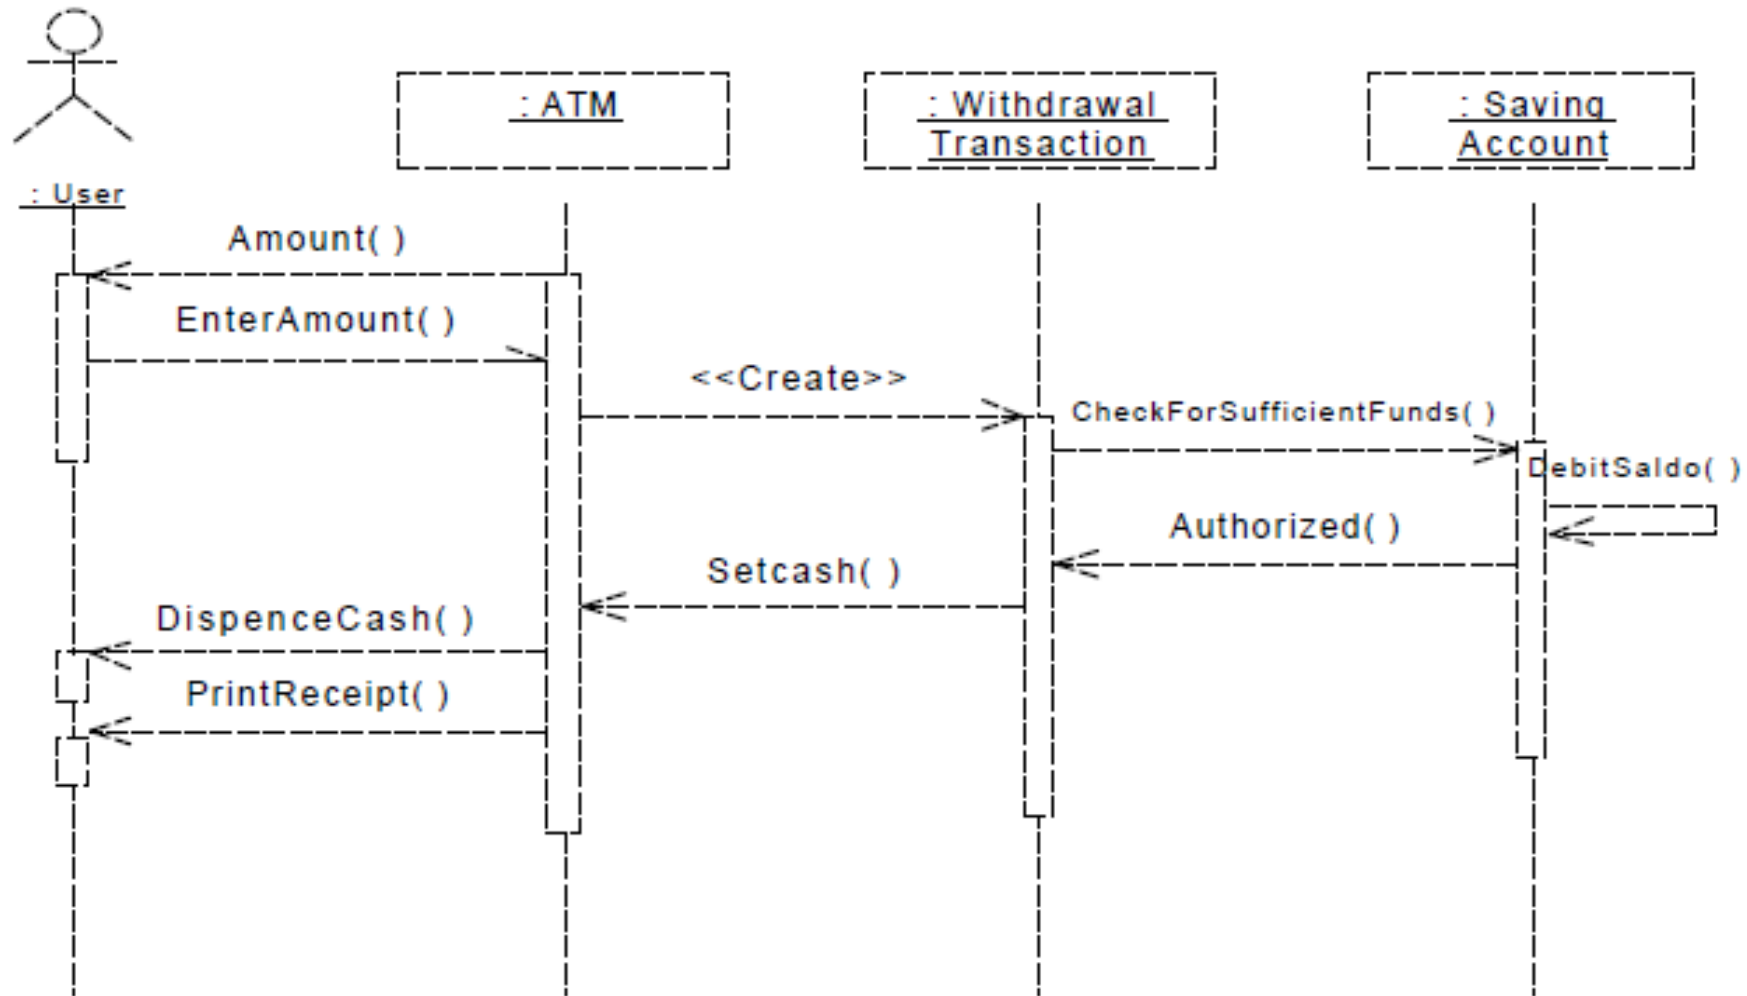 : ATM
: Withdrawal
Transaction
: Saving
Account
: User
Amount( )
EnterAmount( )
<<Create>>
CheckForSufficientFunds( )
DebitSaldo( )
Authorized( )
Setcash( )
DispenceCash( )
PrintReceipt( )